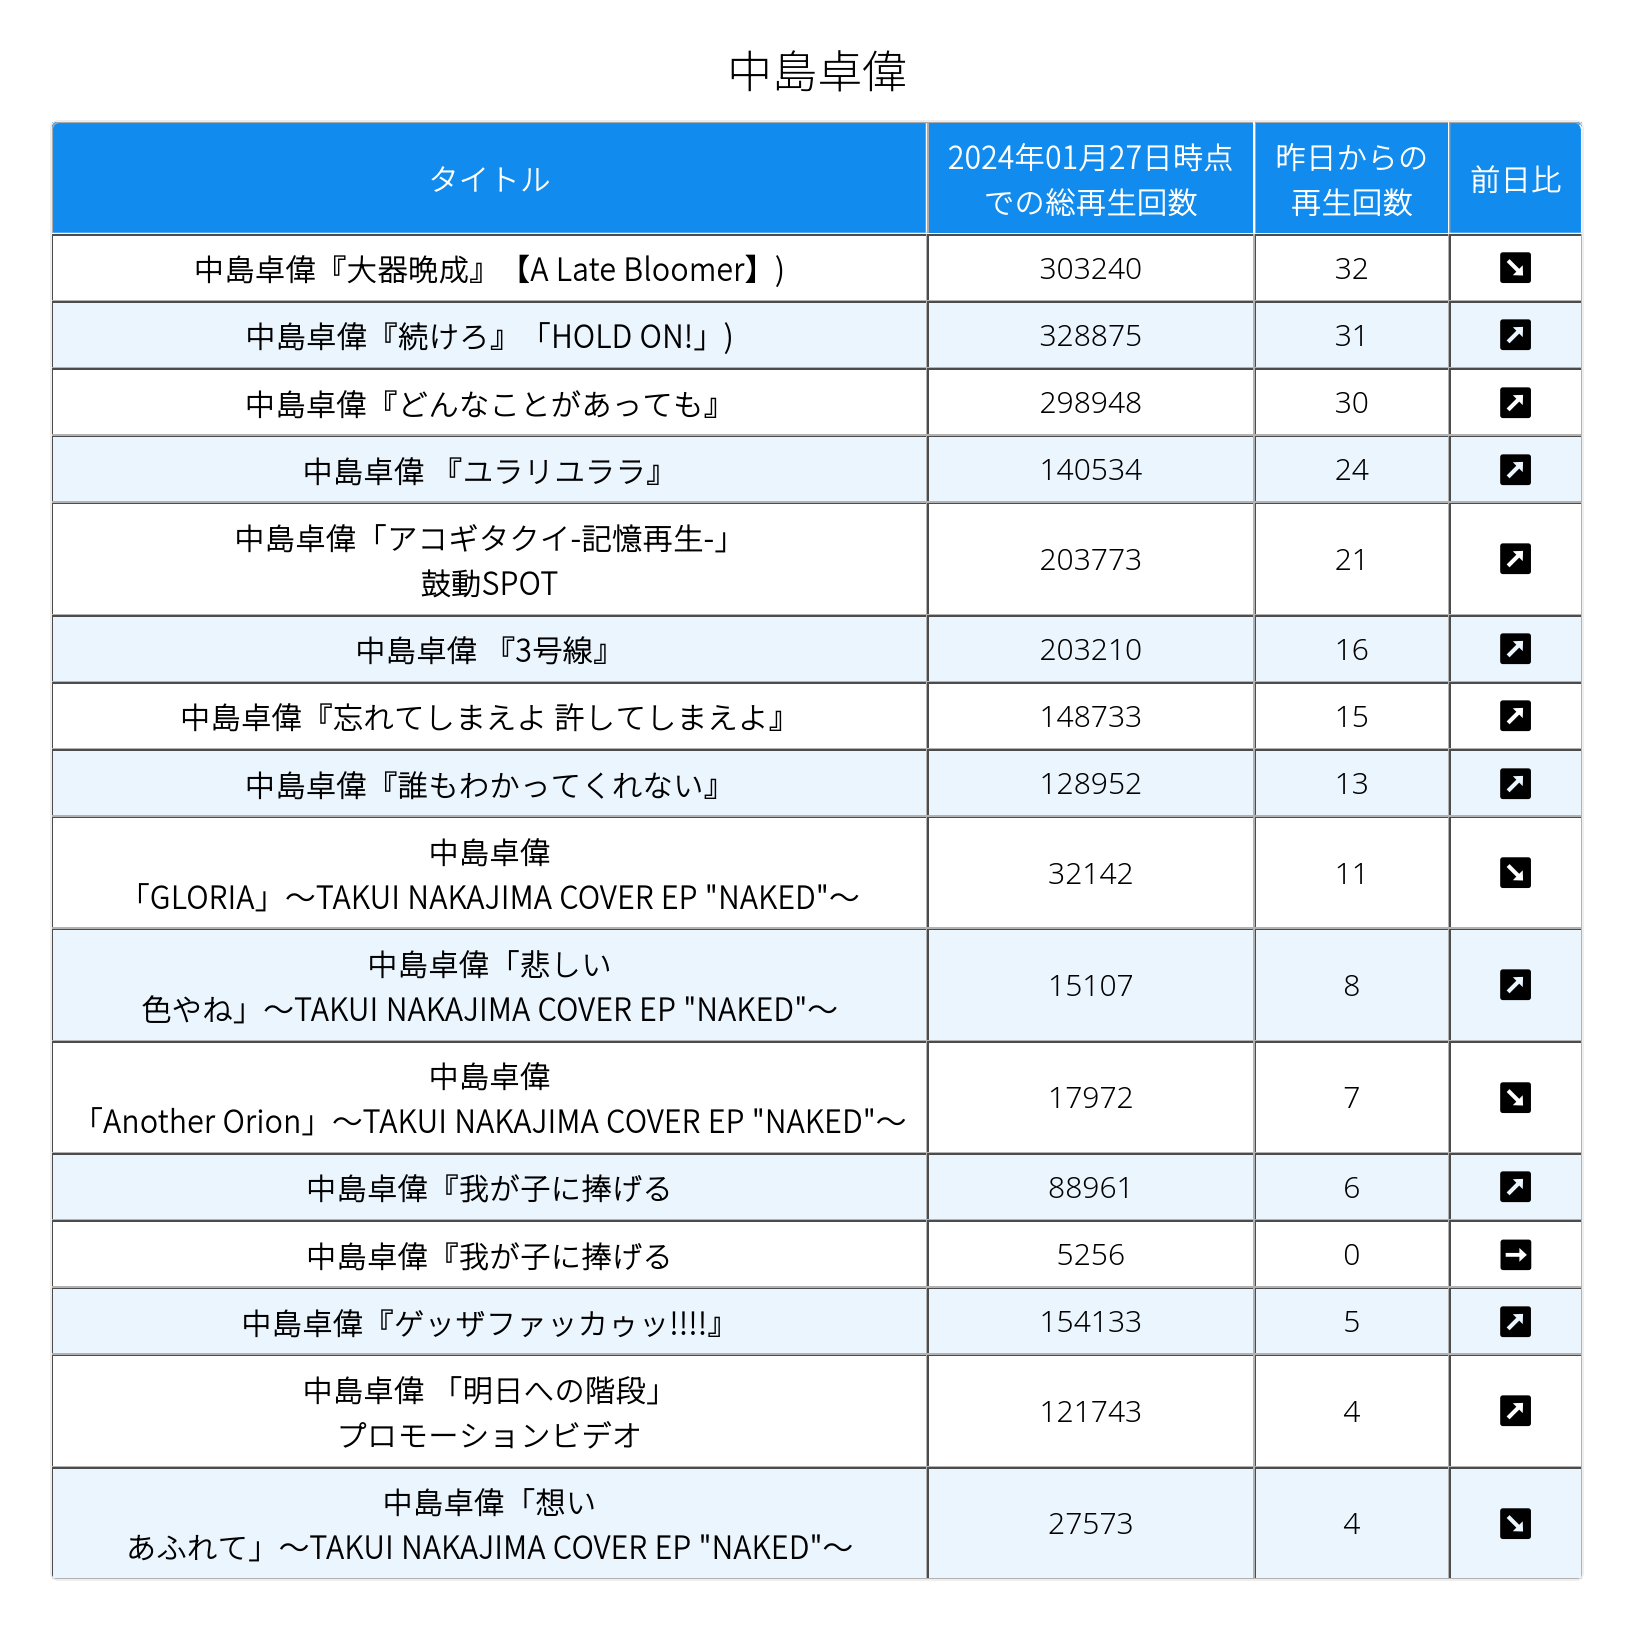 中島卓偉
タイトル
2024年01月27日時点
での総再生回数
昨日からの
再生回数
前日比
中島卓偉『大器晩成』【A Late Bloomer】)
303240
32
中島卓偉『続けろ』「HOLD ON!」)
328875
31
中島卓偉『どんなことがあっても』
298948
30
中島卓偉 『ユラリユララ』
140534
24
中島卓偉「アコギタクイ-記憶再生-」
鼓動SPOT
203773
21
中島卓偉 『3号線』
203210
16
中島卓偉『忘れてしまえよ 許してしまえよ』
148733
15
中島卓偉『誰もわかってくれない』
128952
13
中島卓偉
「GLORIA」〜TAKUI NAKAJIMA COVER EP "NAKED"〜
32142
11
中島卓偉「悲しい
色やね」〜TAKUI NAKAJIMA COVER EP "NAKED"〜
15107
8
中島卓偉
「Another Orion」〜TAKUI NAKAJIMA COVER EP "NAKED"〜
17972
7
中島卓偉『我が子に捧げる
88961
6
中島卓偉『我が子に捧げる
5256
0
中島卓偉『ゲッザファッカゥッ!!!!』
154133
5
中島卓偉 「明日への階段」
プロモーションビデオ
121743
4
中島卓偉「想い
あふれて」〜TAKUI NAKAJIMA COVER EP "NAKED"〜
27573
4